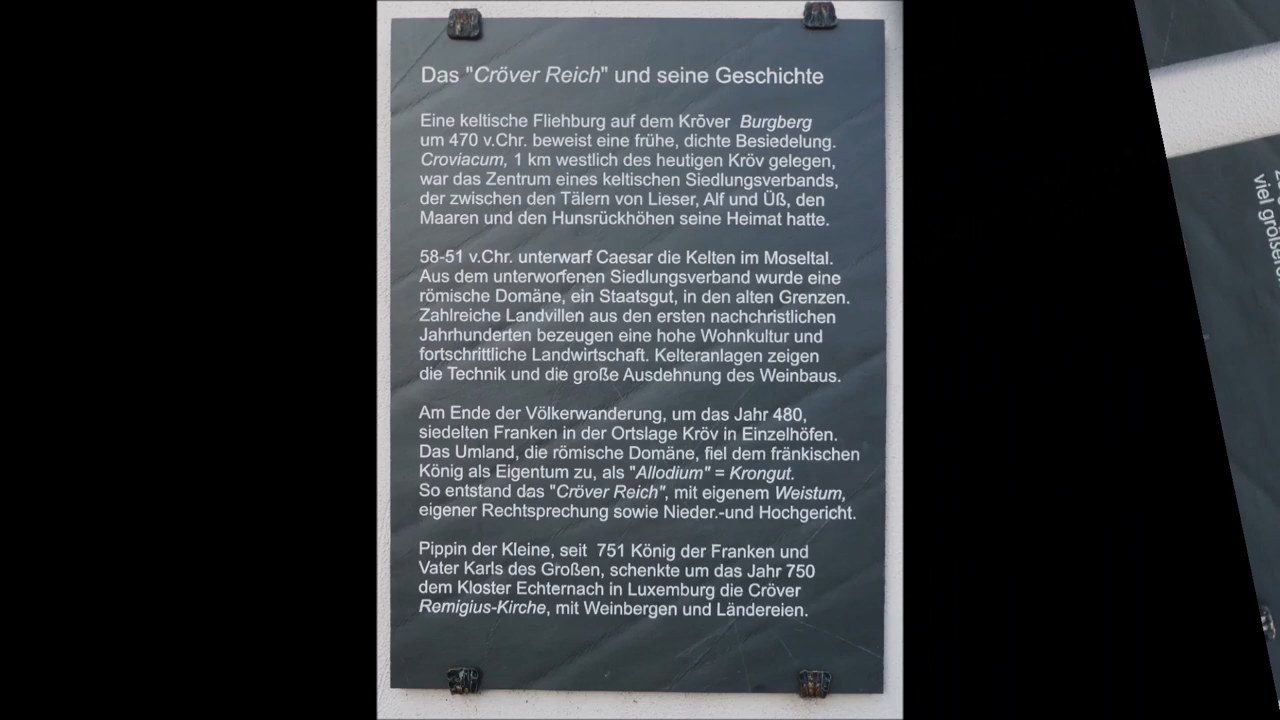 Das "Cröver Reich" und seine Geschichte
Eine keltische Fliehburg auf dem Kröver Burgberg
um 470 v.Chr. beweist eine frühe, dichte Besiedelung.
Croviacum, 1 km westlich des heutigen Kröv gelegen,
war das Zentrum eines keltischen Siedlungsverbands,
der zwischen den Tälern von Lieser, Alf und Üß, den
Maaren und den Hunsrückhöhen seine Heimat hatte.
58-51 v.Chr. unterwarf Caesar die Kelten im Moseltal.
Aus dem unterworfenen Siedlungsverband wurde eine
römische Domäne, ein Staatsgut, in den alten Grenzen.
Zahlreiche Landvillen aus den ersten nachchristlichen
Jahrhunderten bezeugen eine hohe Wohnkultur und
fortschrittliche Landwirtschaft. Kelteranlagen zeigen
die Technik und die große Ausdehnung des Weinbaus.
Am Ende der Völkerwanderung, um das Jahr 480,
siedelten Franken in der Ortslage Kröv in Einzelhöfen.
Das Umland, die römische Domäne, fiel dem fränkischen
König als Eigentum zu, als "Allodium" = Krongut.
So entstand das "Cröver Reich", mit eigenem Weistum,
eigener Rechtsprechung sowie Nieder.-und Hochgericht.
Pippin der Kleine, seit 751 König der Franken und
Vater Karls des Großen, schenkte um das Jahr 750
dem Kloster Echternach in Luxemburg die Cröver
Remigius-Kirche, mit Weinbergen und Ländereien.
viel